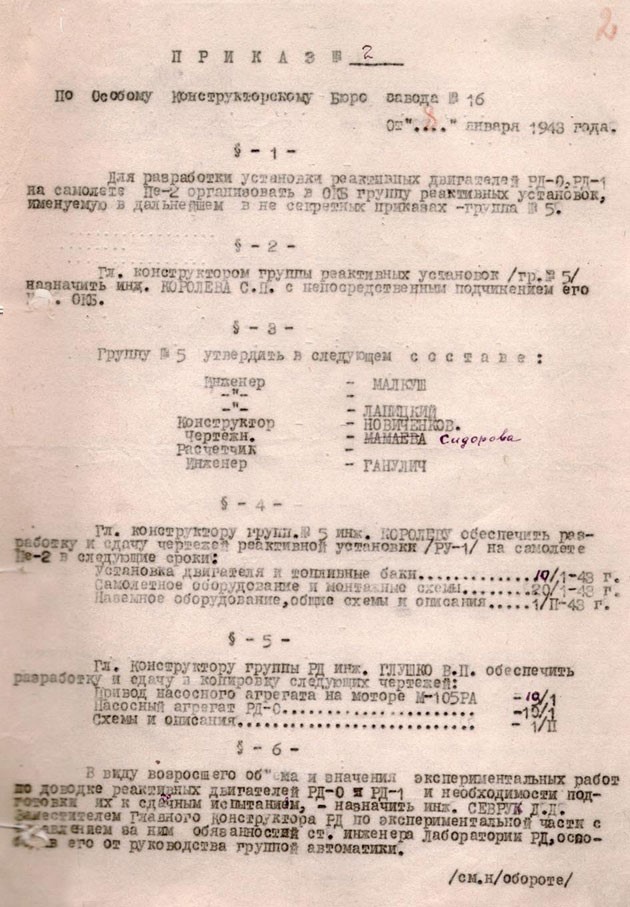 2
ПРИКАЗ № 2
По Особому Конструкторскому Бюро завода № 16
От "8" января 1943 года.
§ - 1 -
Для разработки установки реактивных двигателей РД-0, РД-1
на самолете Пе-2 организовать в ОКБ группу реактивных установок,
именуемую в дальнейшем в не секретных приказах -группа № 5.
§ - 2 -
Гл. конструктором группы реактивных установок /гр.№ 5/
назначить инж. КОРОЛЕВА С.П. с непосредственным подчинением его
. ОКБ.
§ - 3 -
Группу № 5 утвердить в следующем составе:
Инженер - МАЛКУШ
-"- -
-"- - ЛАПИЦКИЙ
Конструктор - НОВИЧЕНКОВ.
Чертежн. - МАМАЕВА Сидорова
Расчетчик -
Инженер - ГАНУЛИЧ
§ - 4 -
Гл. конструктору групп.№ 5 инж. КОРОЛЕВУ обеспечить раз-
работку и сдачу чертежей реактивной установки /РУ-1/ на самолете
Пе-2 в следующие сроки:
Установка двигателя и топливные баки..............10/1-43 г.
Самолетное оборудование и монтажные схемы.........20/1-43 г.
Наземное оборудование, общие схемы и описания.....1/П-43 г.
§ - 5 -
Гл. Конструктору группы РД инж. ГЛУШКО В.П. обеспечить
разработку и сдачу в копировку следующих чертежей:
Привод насосного агрегата на моторе М-105РА -10/1
Насосный агрегат РД-0...................... -10/1
Схемы и описания........................... - 1/П
§ - 6 -
В виду возросшего об"ема и значения экспериментальных работ
по доводке реактивных двигателей РД-0 и РД-1 и необходимости под-
готовки их к сдачным испытанием, - назначить инж. СЕВРУК Д.Д.
Заместителем Главного Конструктора РД по экспериментальной части с
авлением за ним обязанностей ст. инженера Лаборатории РД, осво-
в его от руководства группой автоматики.
/см.н/обороте/